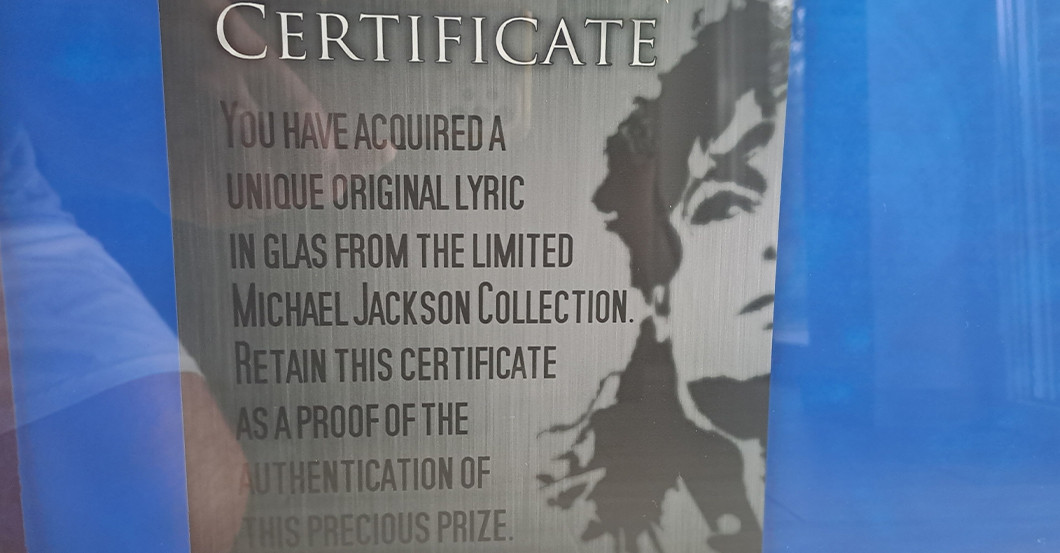 CERTIFICATE
YOU HAVE ACQUIRED A
UNIQUE ORIGINAL LYRIC
IN GLAS FROM THE LIMITED
MICHAEL JACKSON COLLECTION.
RETAIN THIS CERTIFICATE
AS A PROOF OF THE
AUTHENTICATION OF
THIS PRECIOUS PRIZE.